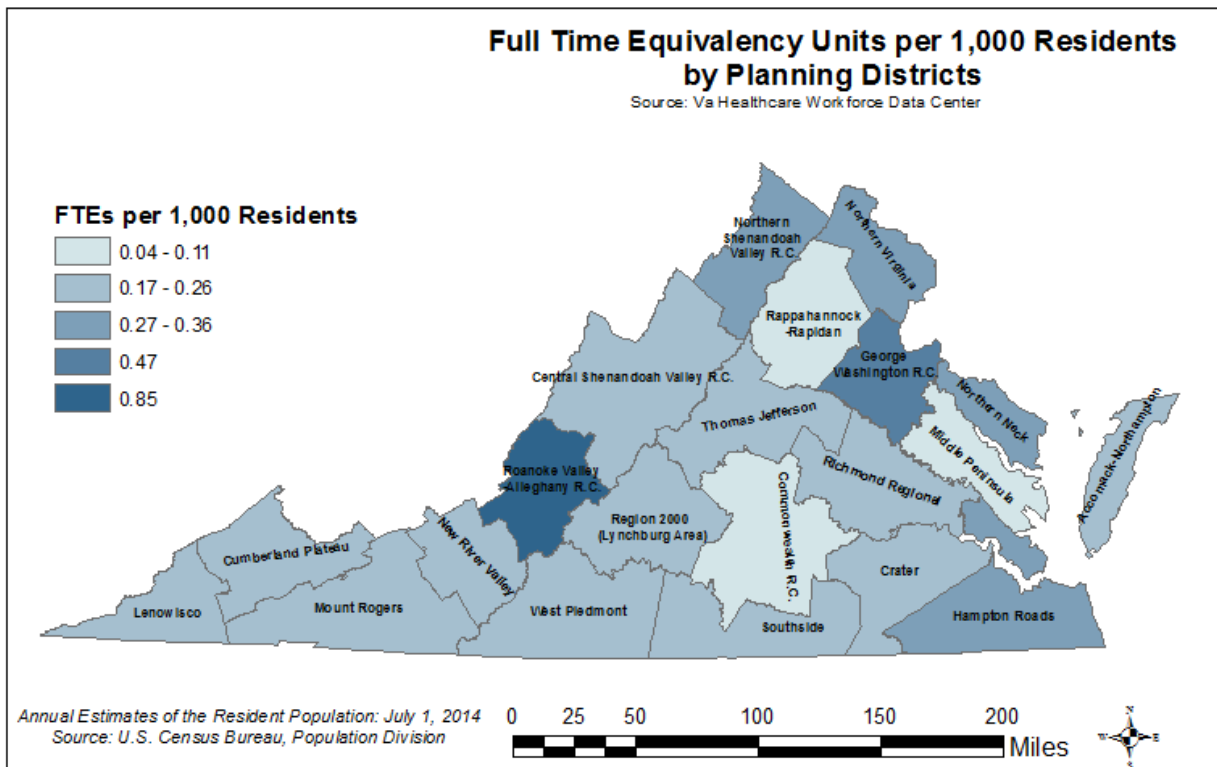 Full Time Equivalency Units per 1,000 Residents
by Planning Districts
Source: Va Healthcare Workforce Data Center
FTEs per 1,000 Residents
0.04 - 0.11
0.17 - 0.26
0.27 - 0.36
0.47
0.85
Northern
Shenandoah
Valley R.C.
Northern Virginia
Rappahannock
-Rapidan
George
Washington R.C.
Central Shenandoah Valley R.C.
Northern Neck
Thomas Jefferson
Middle Peninsula
Accomack-Northampton
Roanoke Valley
-Alleghany R.C.
Richmond Regional
Commonwealth R.C.
Region 2000
(Lynchburg Area)
New River Valley
Cumberland Plateau
Crater
Lenowisco
Mount Rogers
West Piedmont
Southside
Hampton Roads
Annual Estimates of the Resident Population: July 1, 2014
Source: U.S. Census Bureau, Population Division
0 25 50 100 150 200
Miles
N
W E
S